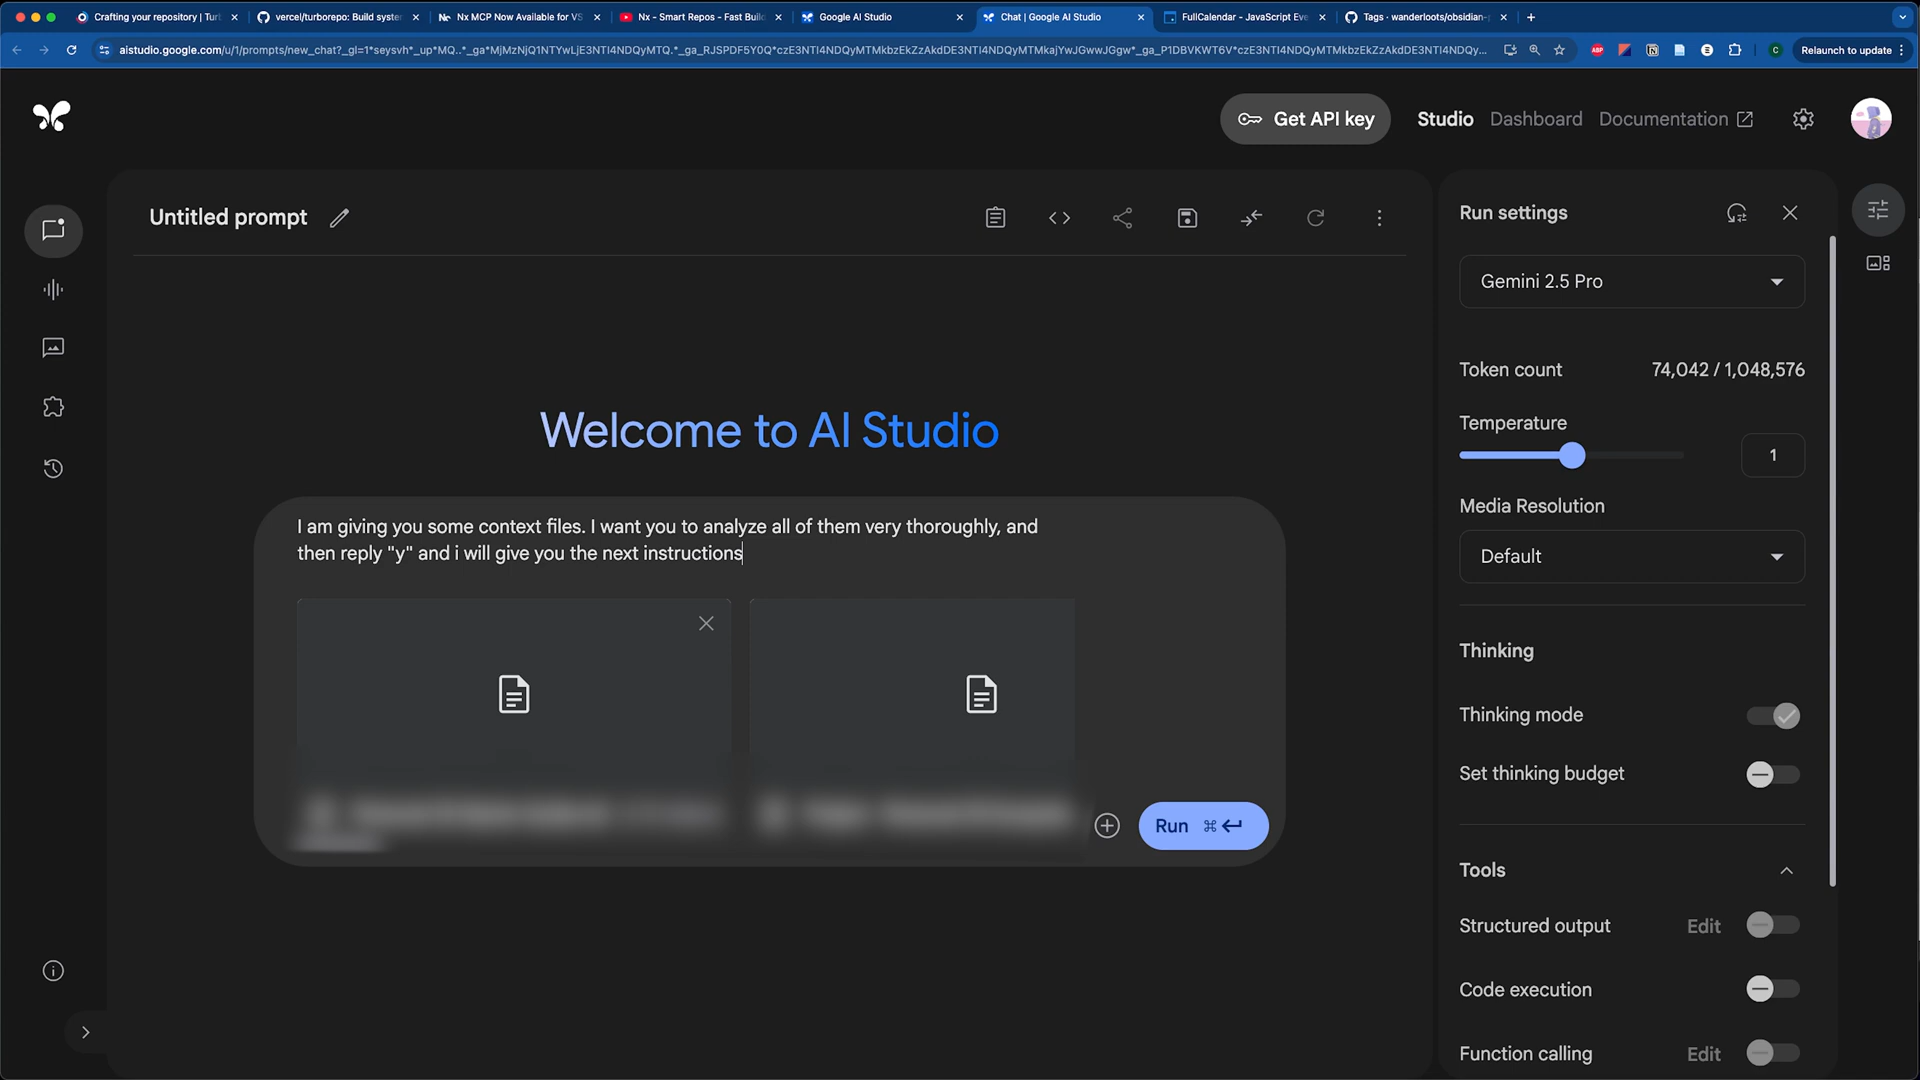 Crafting your repository | Tur
vercel/turborepo: Build syste
Nx MCP Now Available for VS
Nx - Smart Repos - Fast Buil
Google AI Studio
Chat | Google AI Studio
FullCalendar - JavaScript Eve
Tags · wanderloots/obsidian-
Relaunch to update
Get API key
Studio
Dashboard
Documentation
Untitled prompt
Run settings
Gemini 2.5 Pro
Token count
74,042 / 1,048,576
Temperature
1
Media Resolution
Default
Welcome to AI Studio
I am giving you some context files. I want you to analyze all of them very thoroughly, and
then reply "y" and i will give you the next instructions
Thinking
Thinking mode
Set thinking budget
Run ⌘
Tools
Structured output
Edit
Code execution
Function calling
Edit